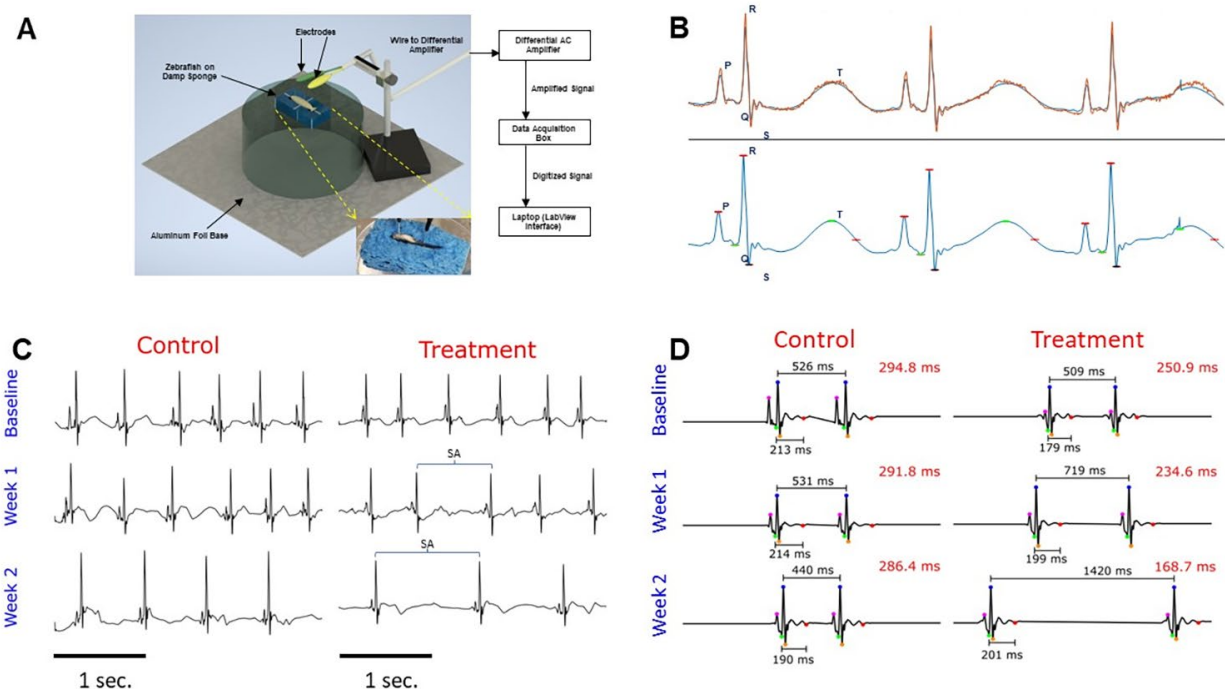 A
Electrodes
Wire to Differential
Amplifier
Zebrafish on
Damp Sponge
Aluminum Foil Base
Differential AC
Amplifier
Amplified Signal
Data Acquisition
Box
Digitized Signal
Laptop (LabView
Interface)
B
R
P
T
Q
S
R
P
T
Q
S
C
Control
Treatment
Baseline
Week 1
SA
Week 2
SA
1 sec.
1 sec.
D
Control
Treatment
Baseline
526 ms
294.8 ms
213 ms
509 ms
250.9 ms
179 ms
Week 1
531 ms
291.8 ms
214 ms
719 ms
234.6 ms
199 ms
Week 2
440 ms
286.4 ms
190 ms
1420 ms
168.7 ms
201 ms